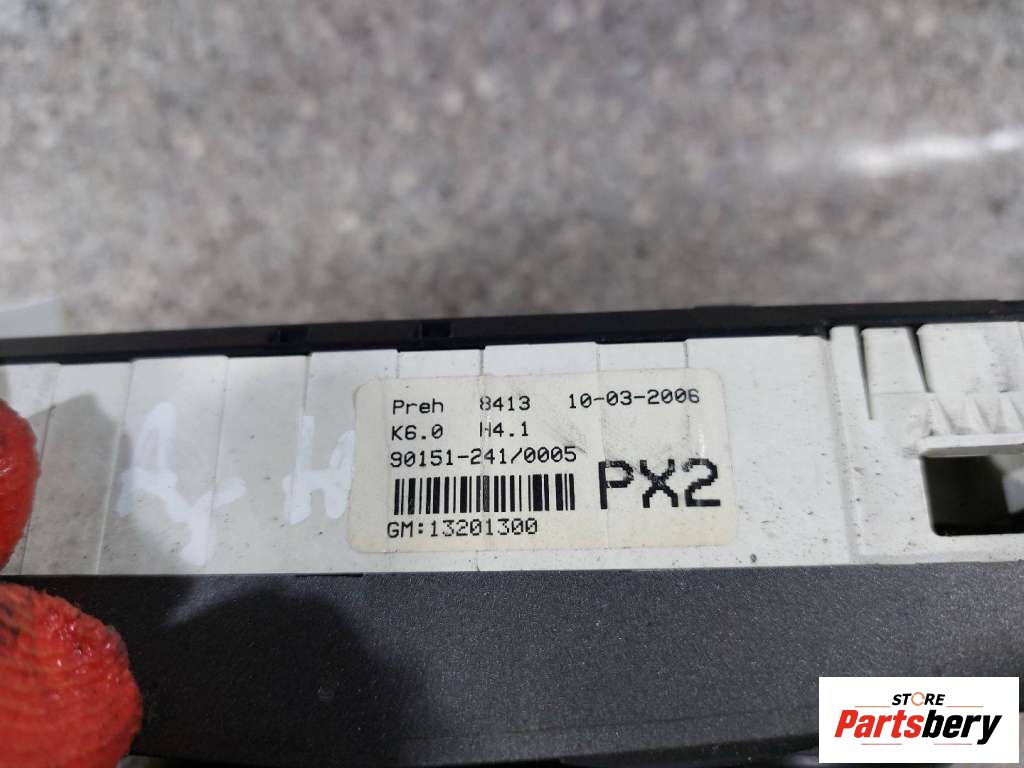 Preh 8413 10-03-2006
K6.0 H4.1
90151-241/0005
PX2
GM:13201300
STORE
Partsbery